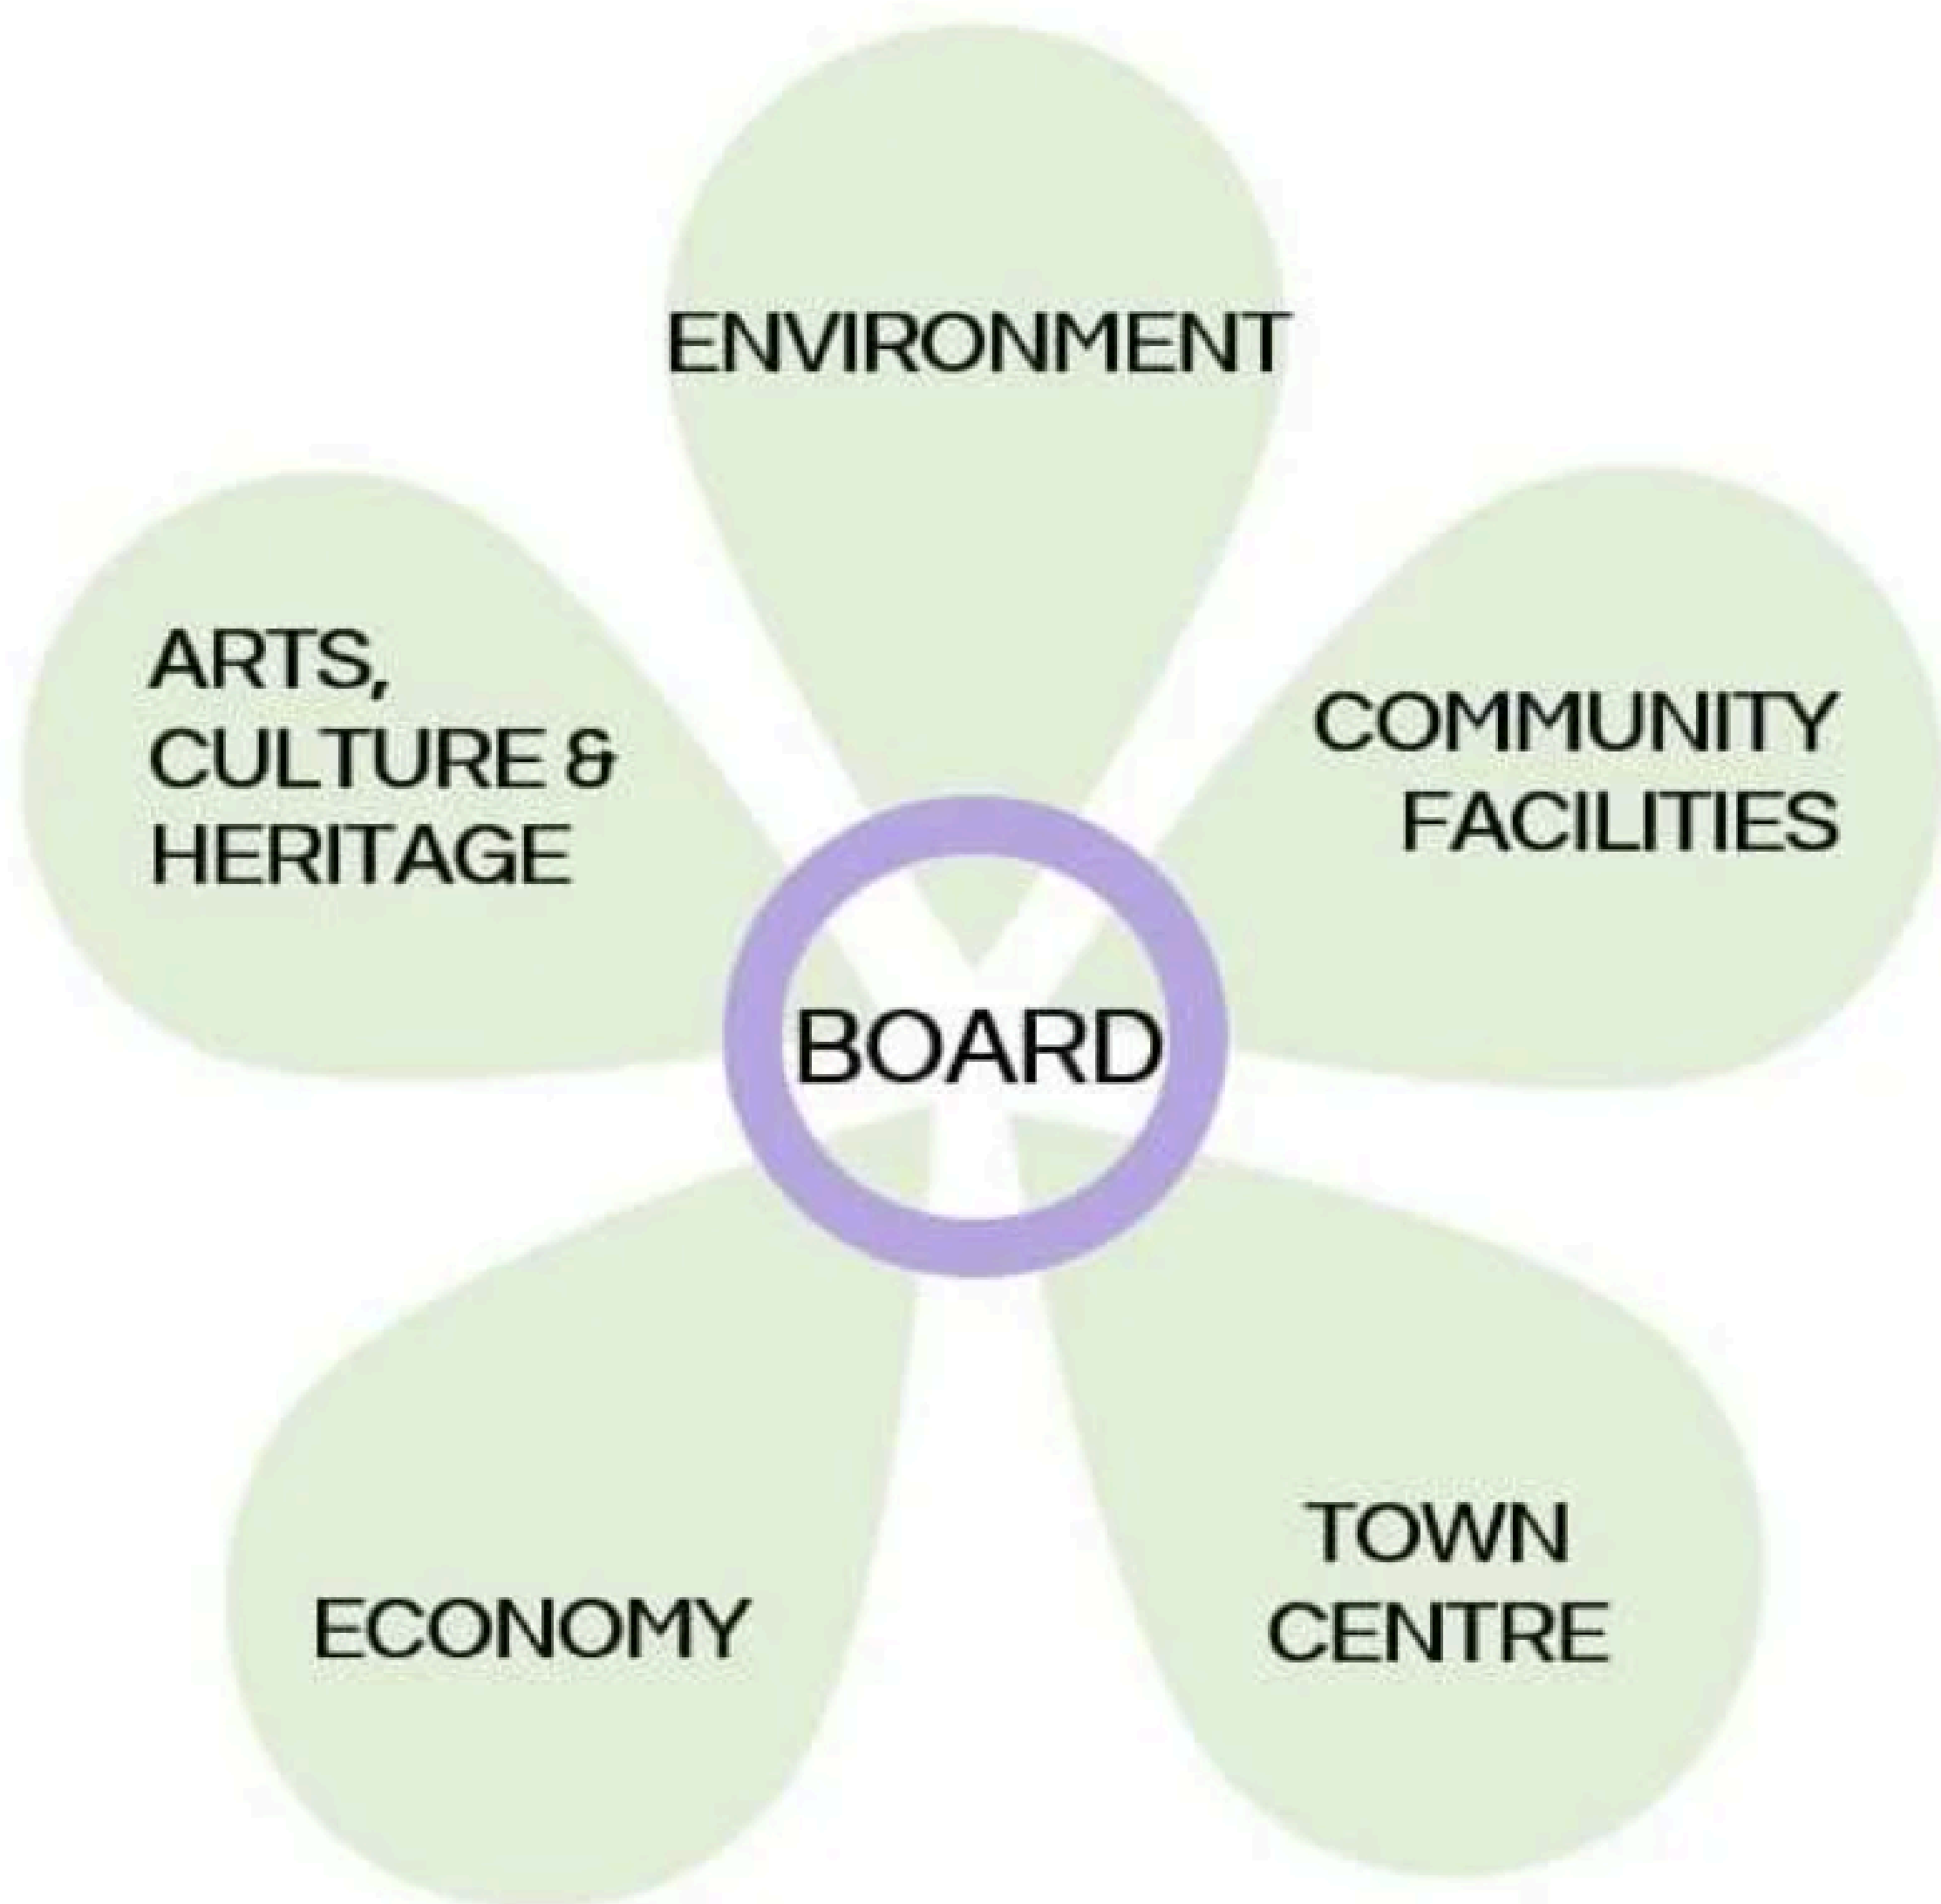 ENVIRONMENT
ARTS,
CULTURE &
HERITAGE
COMMUNITY
FACILITIES
BOARD
ECONOMY
TOWN
CENTRE